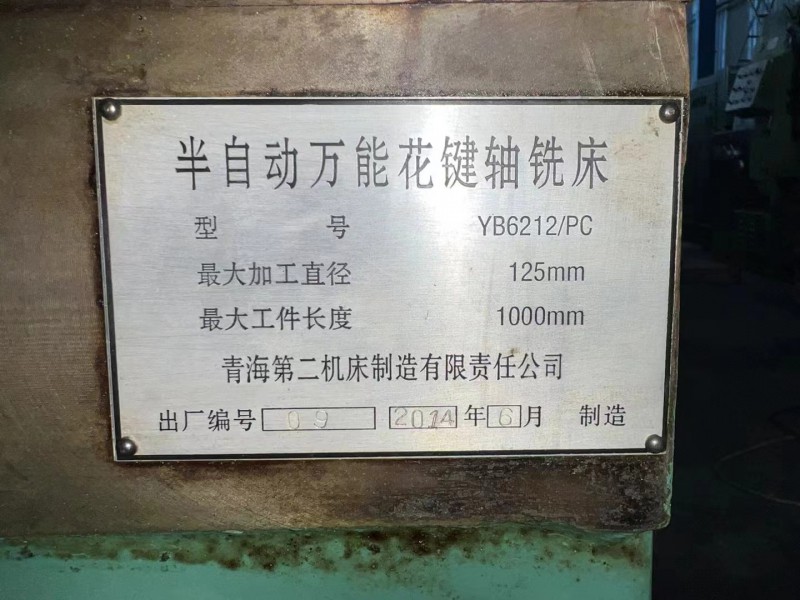 半自动万能花键轴铣床
型 号 YB6212/PC
最大加工直径 125mm
最大工件长度 1000mm
青海第二机床制造有限责任公司
出厂编号 09 2014 年 6 月 制造